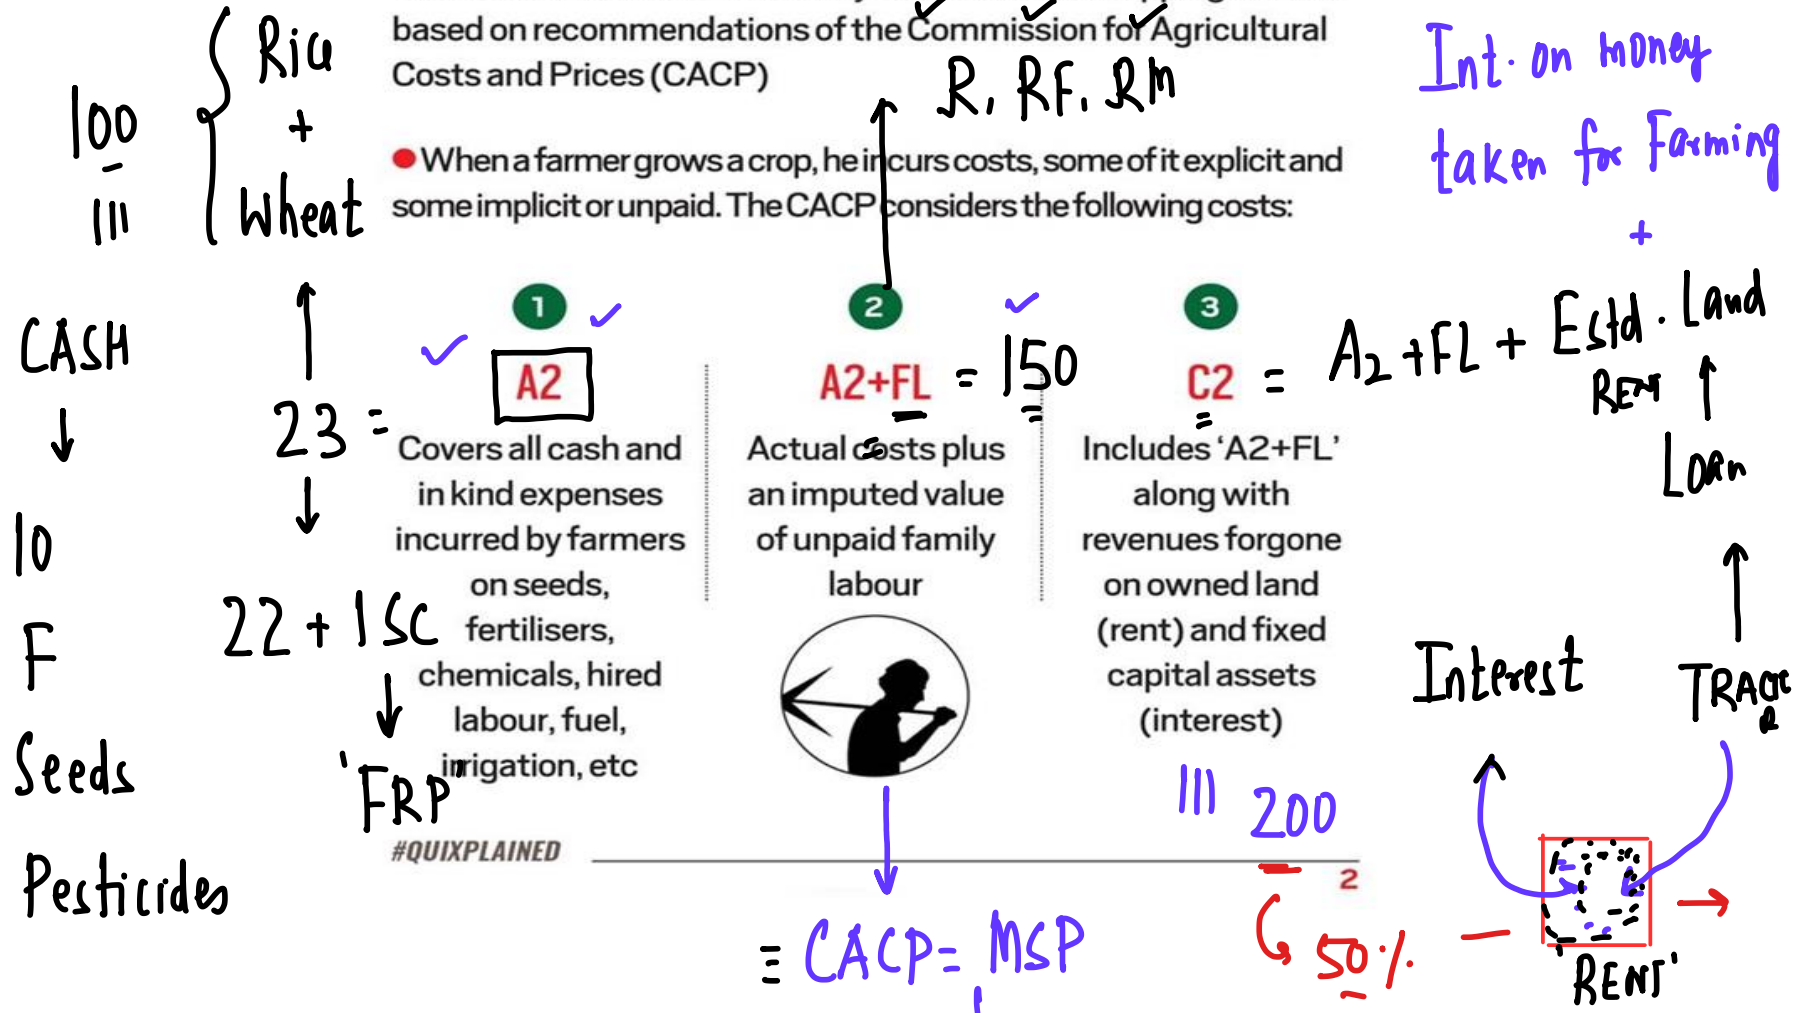 based on recommendations of the Commission for Agricultural
Costs and Prices (CACP)
R, RF, RM
● When a farmer grows a crop, he incurs costs, some of it explicit and
some implicit or unpaid. The CACP considers the following costs:
Rice
+
Wheat
100
CASH
10
F
Seeds
Pesticides
23 =
22 + 1 SC
'FRP'
1
A2
Covers all cash and
in kind expenses
incurred by farmers
on seeds,
fertilisers,
chemicals, hired
labour, fuel,
irrigation, etc
2
A2+FL = 150
Actual costs plus
an imputed value
of unpaid family
labour
3
C2 = A2 + FL + Estd. Land
RENT
Includes ‘A2+FL’
along with
revenues forgone
on owned land
(rent) and fixed
capital assets
(interest)
Int. on money
taken for Farming
+
Loan
Interest
200
50%
RENT'
#QUIXPLAINED
2
≡ CACP = MSP